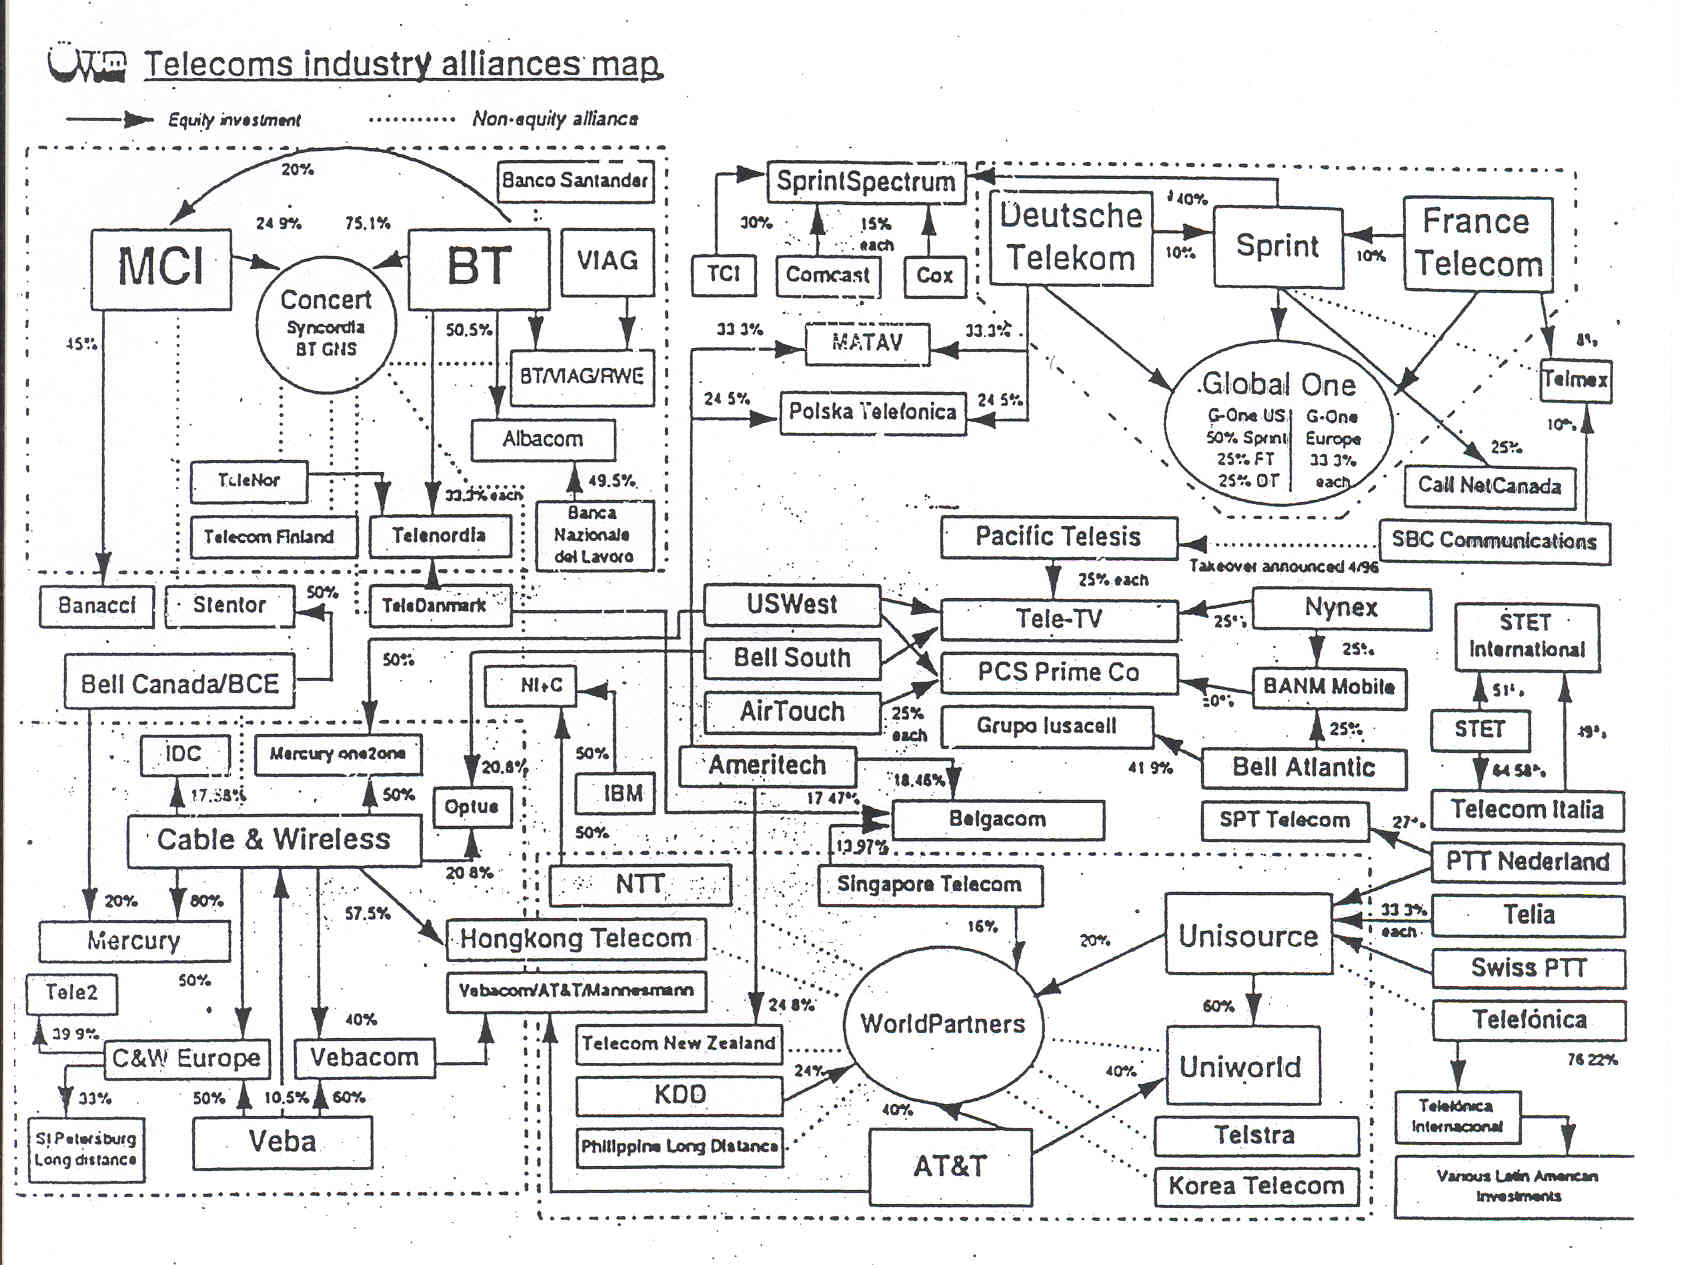 Ovum Telecoms industry alliances map
Equity investment
Non-equity alliance
20%
Banco Santander
24 9%
75.1%
MCI
BT
VIAG
Concert
Syncordia
BT GNS
45%
50.5%
BT/VIAG/RWE
Albacom
TeleNor
33.3% each
49.5%
Telecom Finland
Telenordia
Banca
Nazionale
del Lavoro
Banacci
Stentor
50%
TeleDanmark
Bell Canada/BCE
50%
NI+C
IDC
Mercury one2one
50%
17.58%
50%
20.8%
Optus
IBM
Cable & Wireless
50%
20 8%
20%
80%
57.5%
Mercury
50%
Tele2
39 9%
40%
C&W Europe
Vebacom
33%
50%
10.5%
60%
St Petersburg
Long distance
Veba
SprintSpectrum
30%
15%
each
TCI
Comcast
Cox
Deutsche
Telekom
40%
10%
Sprint
10%
France
Telecom
33 3%
MATAV
33.3%
24 5%
Polska Telefonica
24 5%
Global One
G-One US
50% Sprint
25% FT
25% DT
G-One
Europe
33 3%
each
8%
Telmex
10%
25%
Call NetCanada
Pacific Telesis
SBC Communications
Takeover announced 4/96
25% each
USWest
Tele-TV
25%
Nynex
Bell South
PCS Prime Co
25%
BANM Mobile
AirTouch
25%
each
Grupo Iusacell
25%
41 9%
Bell Atlantic
STET
International
51%
STET
49%
64 58%
Telecom Italia
Ameritech
18.46%
17 47%
Belgacom
13.97%
SPT Telecom
27%
PTT Nederland
NTT
Singapore Telecom
16%
33 3%
each
Telia
Hongkong Telecom
20%
Unisource
Swiss PTT
Vebacom/AT&T/Mannesmann
24 8%
WorldPartners
60%
Telefónica
Telecom New Zealand
24%
40%
Uniworld
76 22%
KDD
40%
Telefónica
Internacional
Philippine Long Distance
AT&T
Telstra
Korea Telecom
Various Latin American
Investments